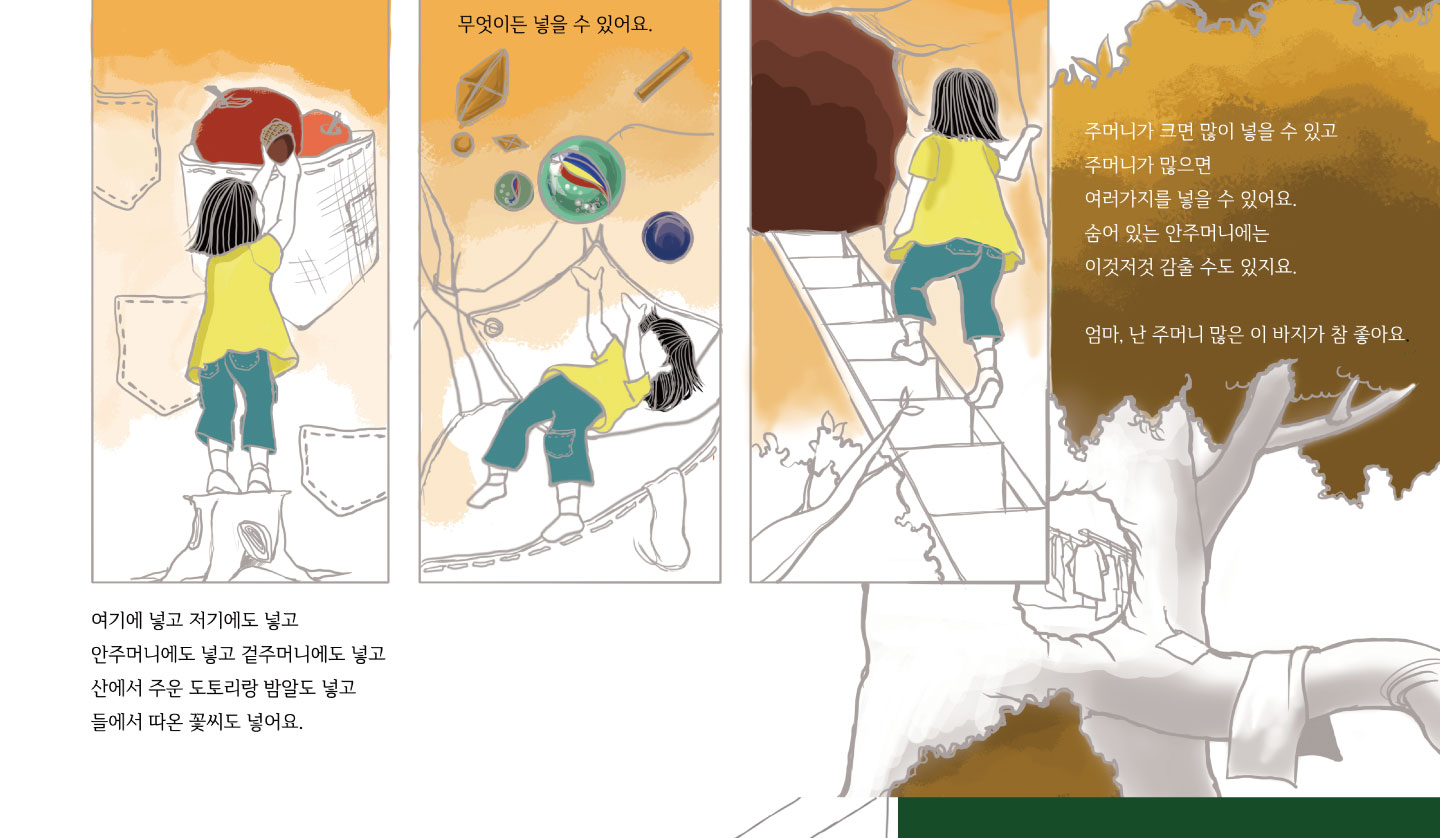 무엇이든 넣을 수 있어요.
여기에 넣고 저기에도 넣고
안주머니에도 넣고 겉주머니에도 넣고
산에서 주운 도토리랑 밤알도 넣고
들에서 따온 꽃씨도 넣어요.
주머니가 크면 많이 넣을 수 있고
주머니가 많으면
여러가지를 넣을 수 있어요.
숨어 있는 안주머니에는
이것저것 감출 수도 있지요.
엄마, 난 주머니 많은 이 바지가 참 좋아요.